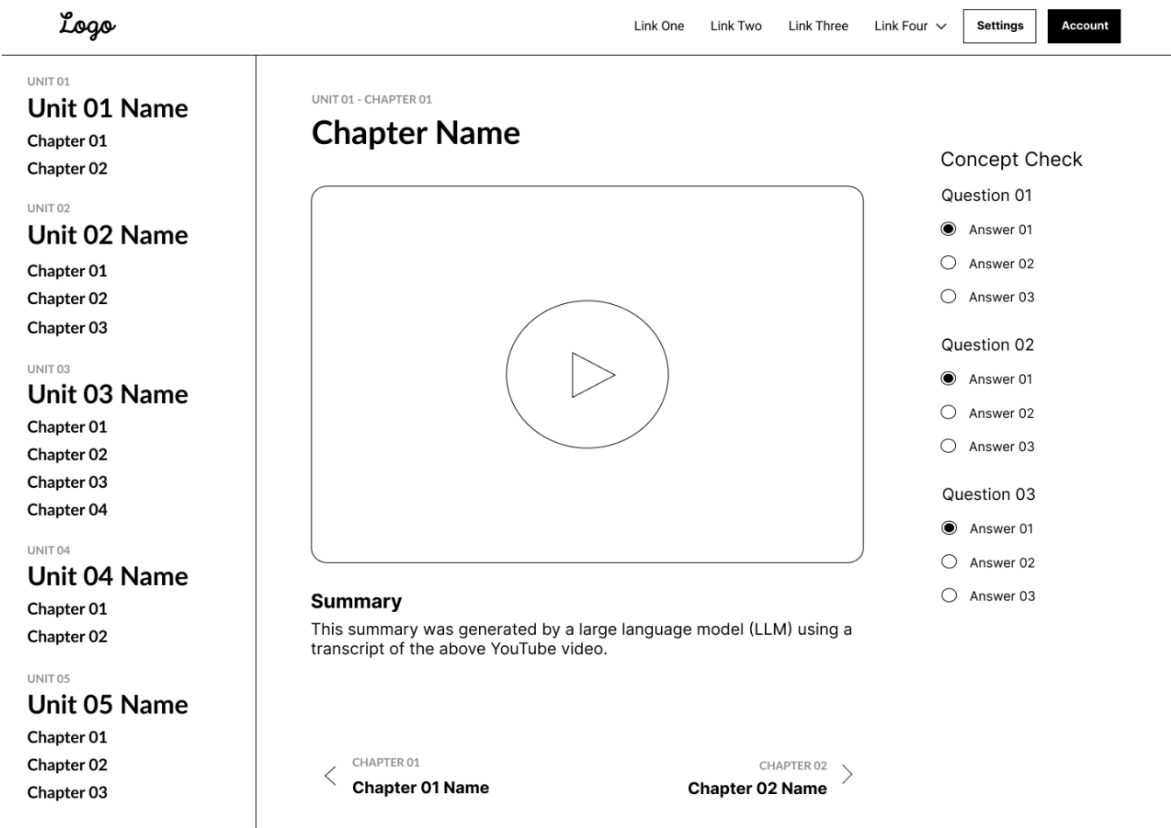 Logo
Link One
Link Two
Link Three
Link Four
Settings
Account
UNIT 01
Unit 01 Name
Chapter 01
Chapter 02
UNIT 02
Unit 02 Name
Chapter 01
Chapter 02
Chapter 03
UNIT 03
Unit 03 Name
Chapter 01
Chapter 02
Chapter 03
Chapter 04
UNIT 04
Unit 04 Name
Chapter 01
Chapter 02
UNIT 05
Unit 05 Name
Chapter 01
Chapter 02
Chapter 03
UNIT 01 - CHAPTER 01
Chapter Name
Summary
This summary was generated by a large language model (LLM) using a
transcript of the above YouTube video.
CHAPTER 01
Chapter 01 Name
CHAPTER 02
Chapter 02 Name
Concept Check
Question 01
Answer 01
Answer 02
Answer 03
Question 02
Answer 01
Answer 02
Answer 03
Question 03
Answer 01
Answer 02
Answer 03